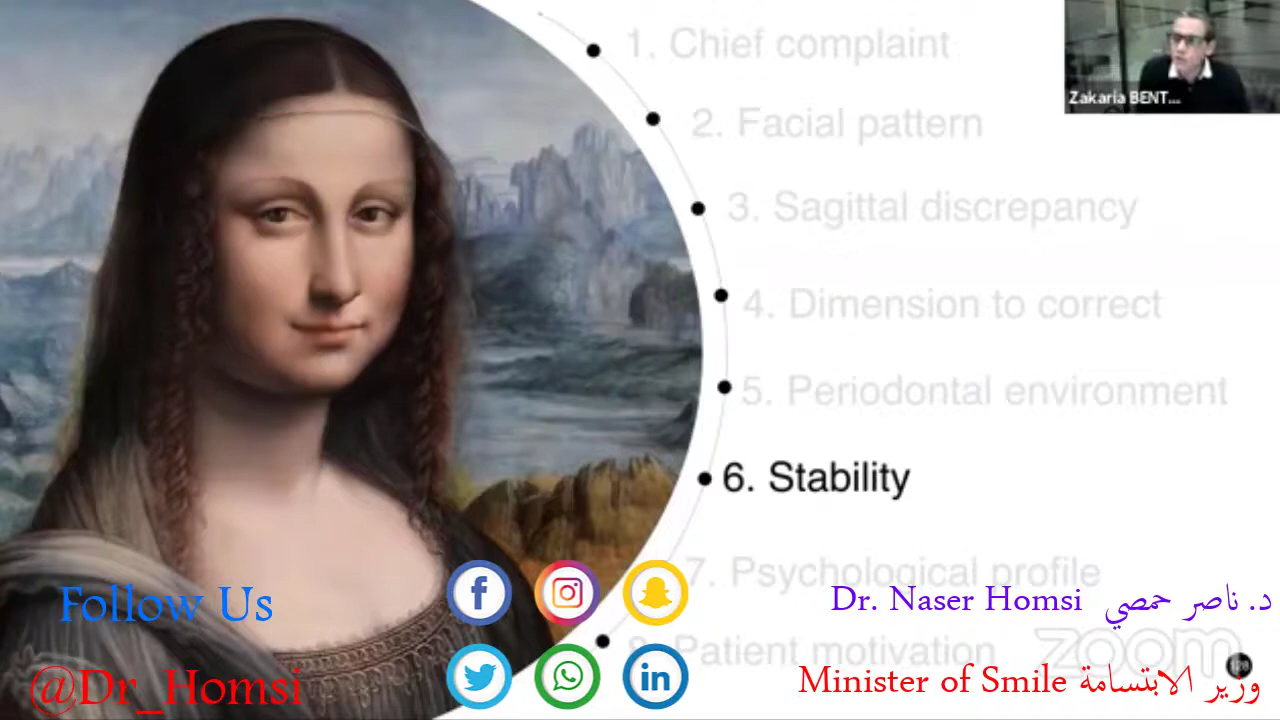 1. Chief complaint
Zakaria BENT...
2. Facial pattern
3. Sagittal discrepancy
4. Dimension to correct
5. Periodontal environment
6. Stability
7. Psychological profile
Follow Us
Dr. Naser Homsi د. ناصر حمصي
Patient motivation
zoom
128
@Dr_Homsi
Minister of Smile وزير الابتسامة